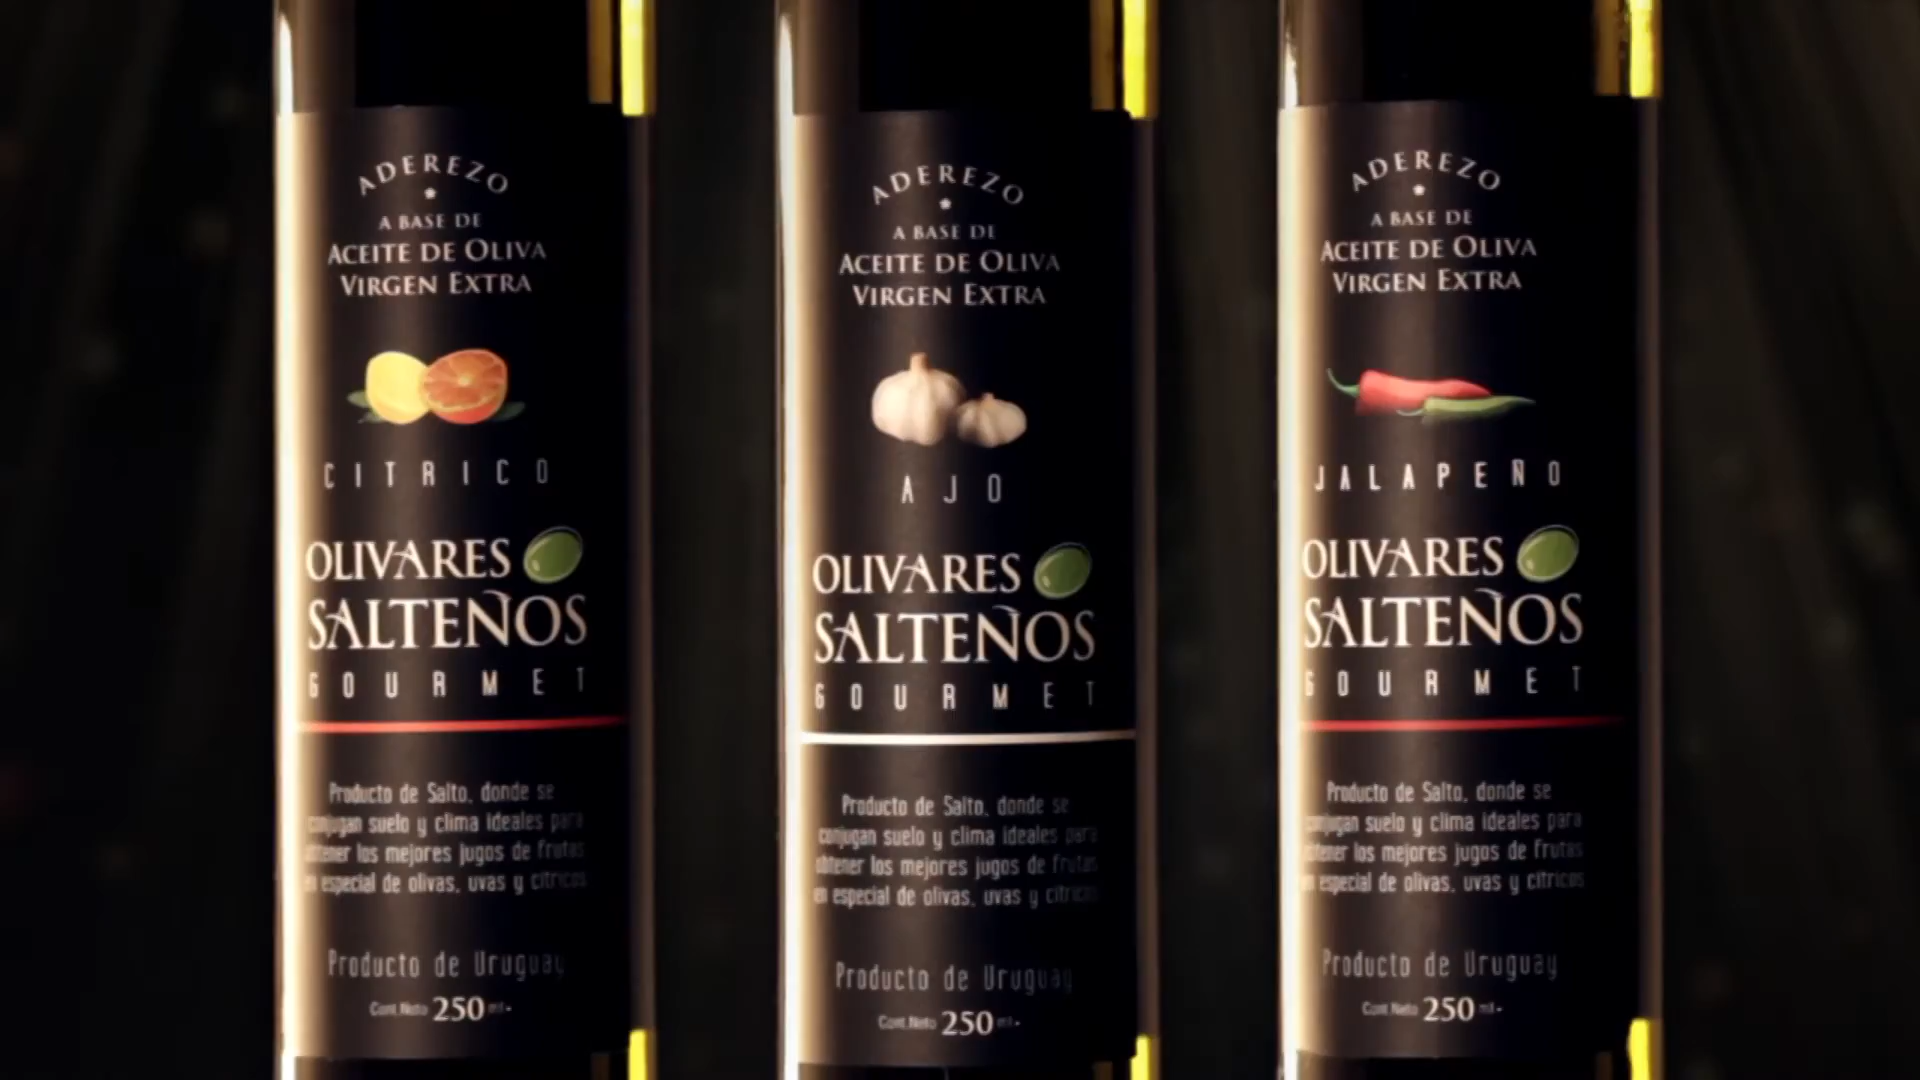 ADEREZO
A BASE DE
ACEITE DE OLIVA
VIRGEN EXTRA
CITRICO
OLIVARES
SALTEÑOS
GOURMET
Producto de Salto, donde se
conjugan suelo y clima ideales para
obtener los mejores jugos de frutas
en especial de olivas, uvas y citricos
Producto de Uruguay
Cont. Neto 250 ml
ADEREZO
A BASE DE
ACEITE DE OLIVA
VIRGEN EXTRA
AJO
OLIVARES
SALTEÑOS
GOURMET
Producto de Salto, donde se
conjugan suelo y clima ideales para
obtener los mejores jugos de frutas
en especial de olivas, uvas y citricos
Producto de Uruguay
Cont. Neto 250 ml
ADEREZO
A BASE DE
ACEITE DE OLIVA
VIRGEN EXTRA
JALAPEÑO
OLIVARES
SALTEÑOS
GOURMET
Producto de Salto, donde se
conjugan suelo y clima ideales para
obtener los mejores jugos de frutas
en especial de olivas, uvas y citricos
Producto de Uruguay
Cont. Neto 250 ml